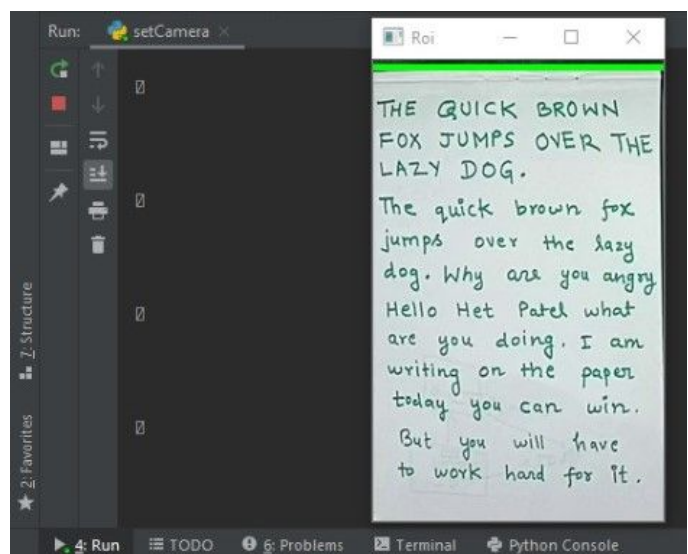 Run: setCamera
Roi
THE QUICK BROWN
FOX JUMPS OVER THE
LAZY DOG.
The quick brown fox
jumps over the lazy
dog. Why are you angry
Hello Het Patel what
are you doing. I am
writing on the paper
today you can win.
But you will have
to work hard for it.
7: Structure
2: Favorites
4: Run TODO 6: Problems Terminal Python Console